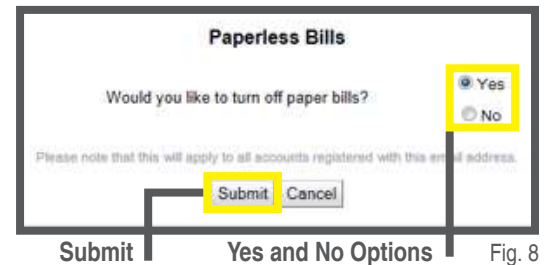 Paperless Bills
Would you like to turn off paper bills?
Yes
No
Please note that this will apply to all accounts registered with this email address.
Submit Cancel
Submit Yes and No Options Fig. 8